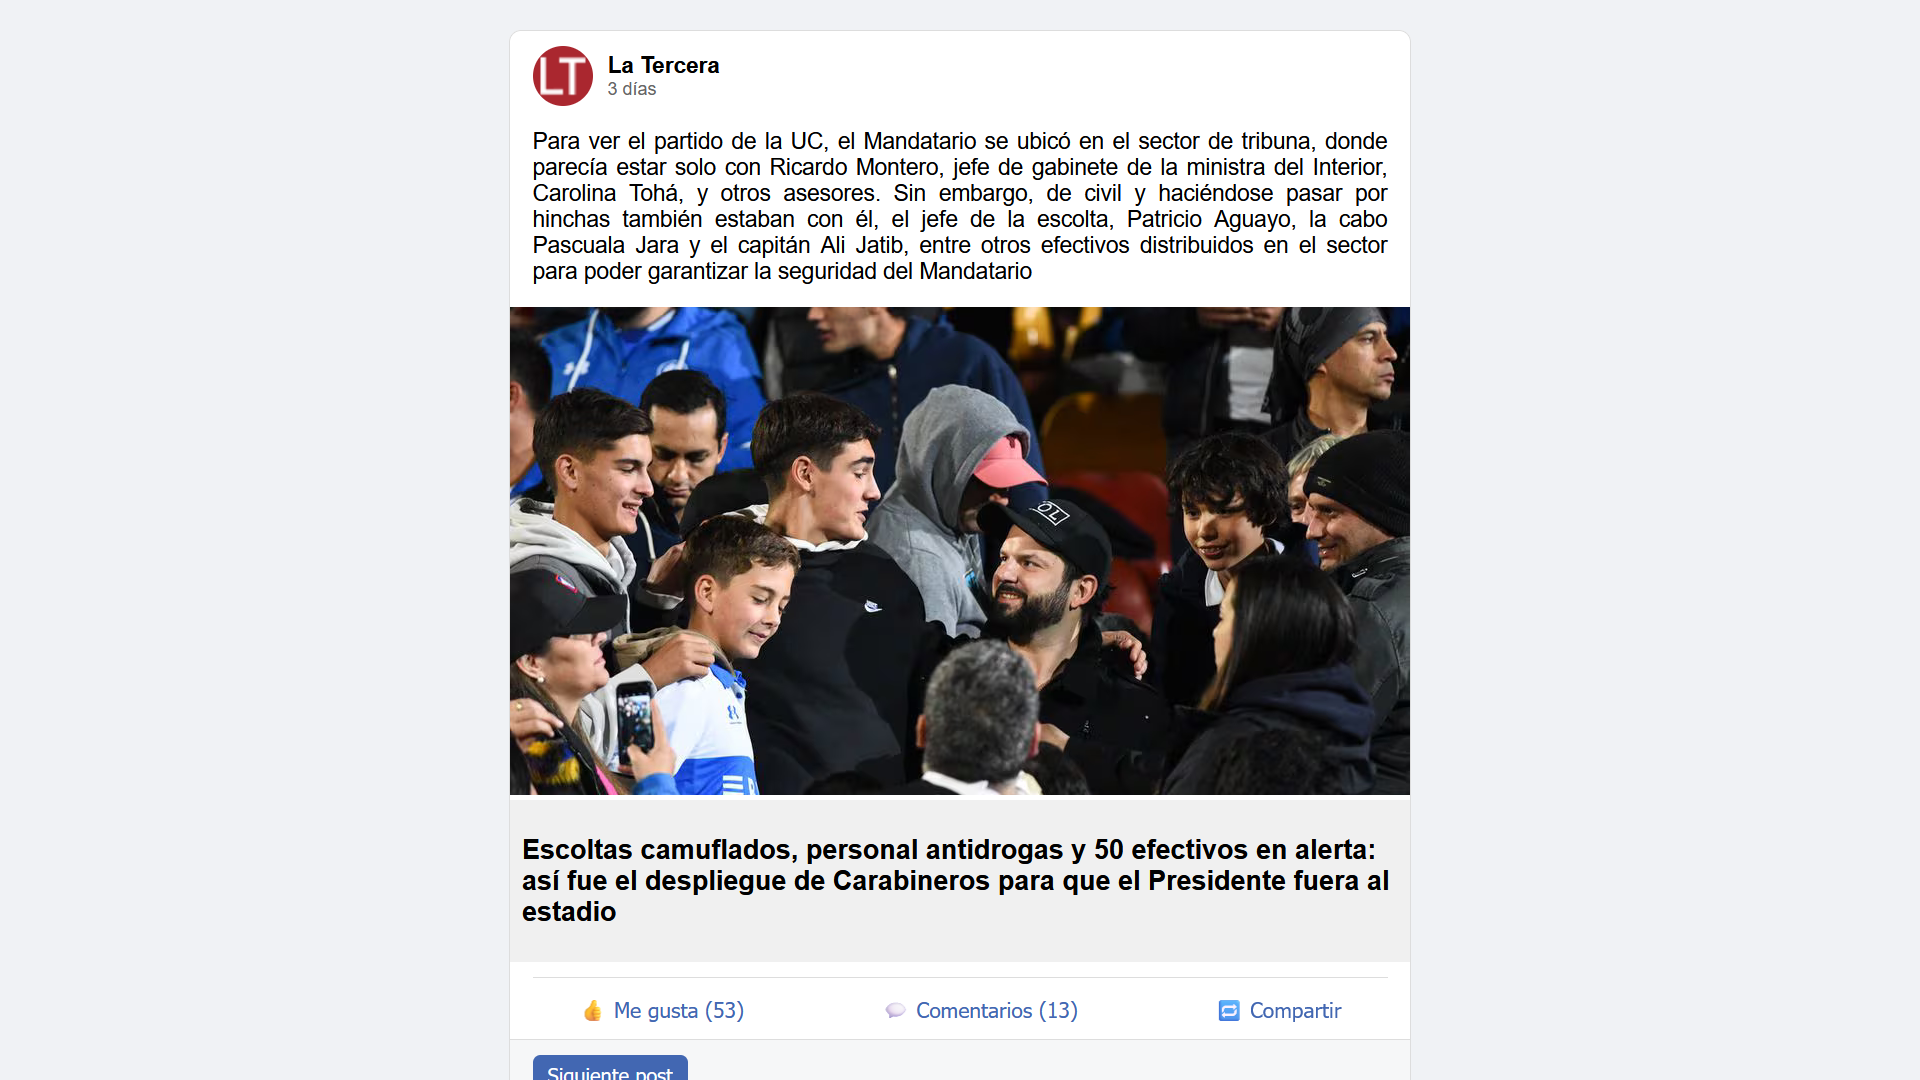 LT
La Tercera
3 días
Para ver el partido de la UC, el Mandatario se ubicó en el sector de tribuna, donde
parecía estar solo con Ricardo Montero, jefe de gabinete de la ministra del Interior,
Carolina Tohá, y otros asesores. Sin embargo, de civil y haciéndose pasar por
hinchas también estaban con él, el jefe de la escolta, Patricio Aguayo, la cabo
Pascuala Jara y el capitán Ali Jatib, entre otros efectivos distribuidos en el sector
para poder garantizar la seguridad del Mandatario
OL
Escoltas camuflados, personal antidrogas y 50 efectivos en alerta:
así fue el despliegue de Carabineros para que el Presidente fuera al
estadio
Me gusta (53)
Comentarios (13)
Compartir
Siguiente post